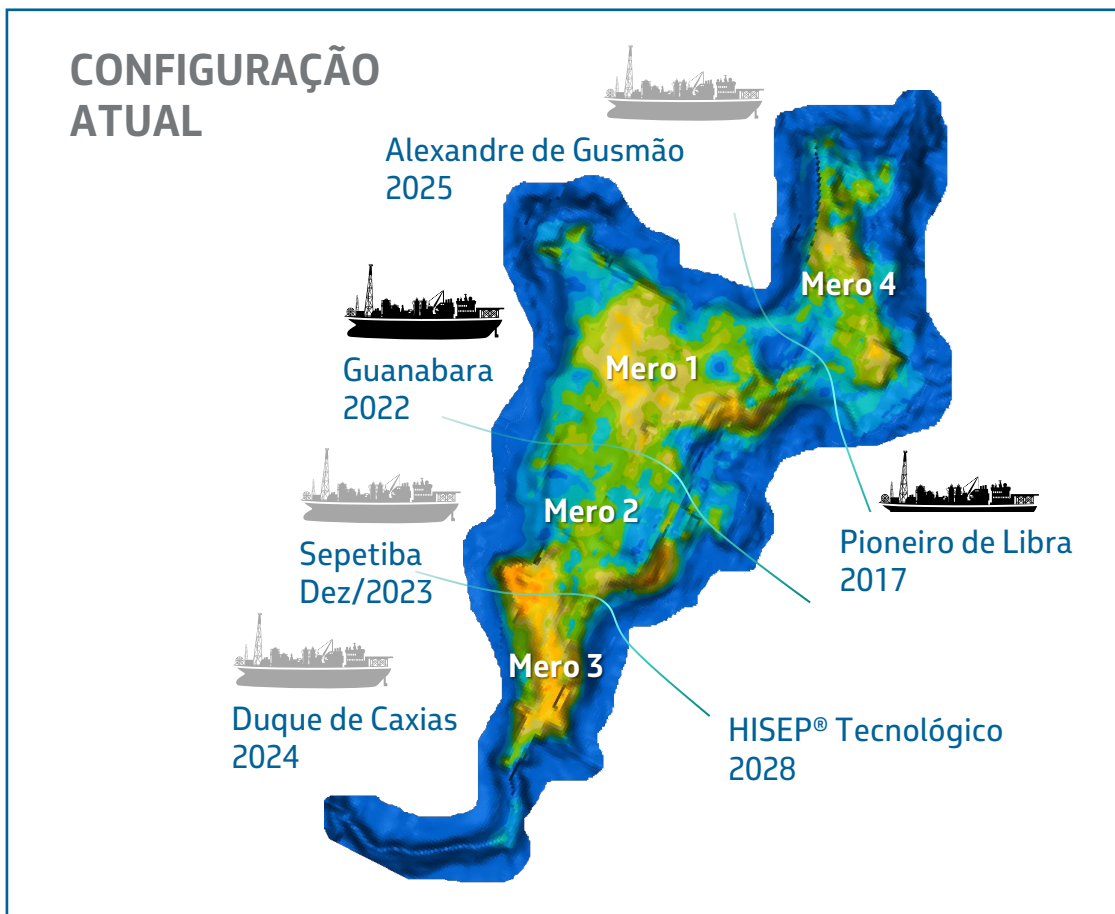 CONFIGURAÇÃO
ATUAL
Alexandre de Gusmão
2025
Mero 4
Guanabara
2022
Mero 1
Sepetiba
Dez/2023
Mero 2
Pioneiro de Libra
2017
Duque de Caxias
2024
Mero 3
HISEP® Tecnológico
2028